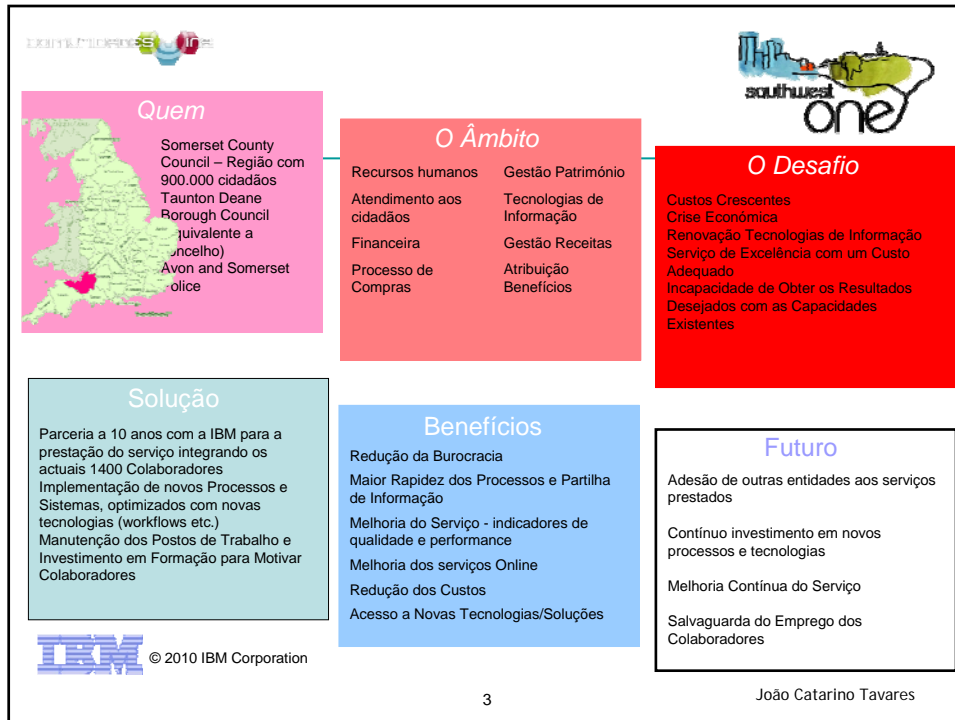 southwest
one
Quem
Somerset County
Council – Região com
900.000 cidadãos
Taunton Deane
Borough Council
quivalente a
oncelho)
Avon and Somerset
olice
O Âmbito
Recursos humanos
Atendimento aos
cidadãos
Financeira
Processo de
Compras
Gestão Património
Tecnologias de
Informação
Gestão Receitas
Atribuição
Benefícios
O Desafio
Custos Crescentes
Crise Económica
Renovação Tecnologias de Informação
Serviço de Excelência com um Custo
Adequado
Incapacidade de Obter os Resultados
Desejados com as Capacidades
Existentes
Solução
Parceria a 10 anos com a IBM para a
prestação do serviço integrando os
actuais 1400 Colaboradores
Implementação de novos Processos e
Sistemas, optimizados com novas
tecnologias (workflows etc.)
Manutenção dos Postos de Trabalho e
Investimento em Formação para Motivar
Colaboradores
Benefícios
Redução da Burocracia
Maior Rapidez dos Processos e Partilha
de Informação
Melhoria do Serviço - indicadores de
qualidade e performance
Melhoria dos serviços Online
Redução dos Custos
Acesso a Novas Tecnologias/Soluções
Futuro
Adesão de outras entidades aos serviços
prestados
Contínuo investimento em novos
processos e tecnologias
Melhoria Contínua do Serviço
Salvaguarda do Emprego dos
Colaboradores
IBM © 2010 IBM Corporation
3
João Catarino Tavares